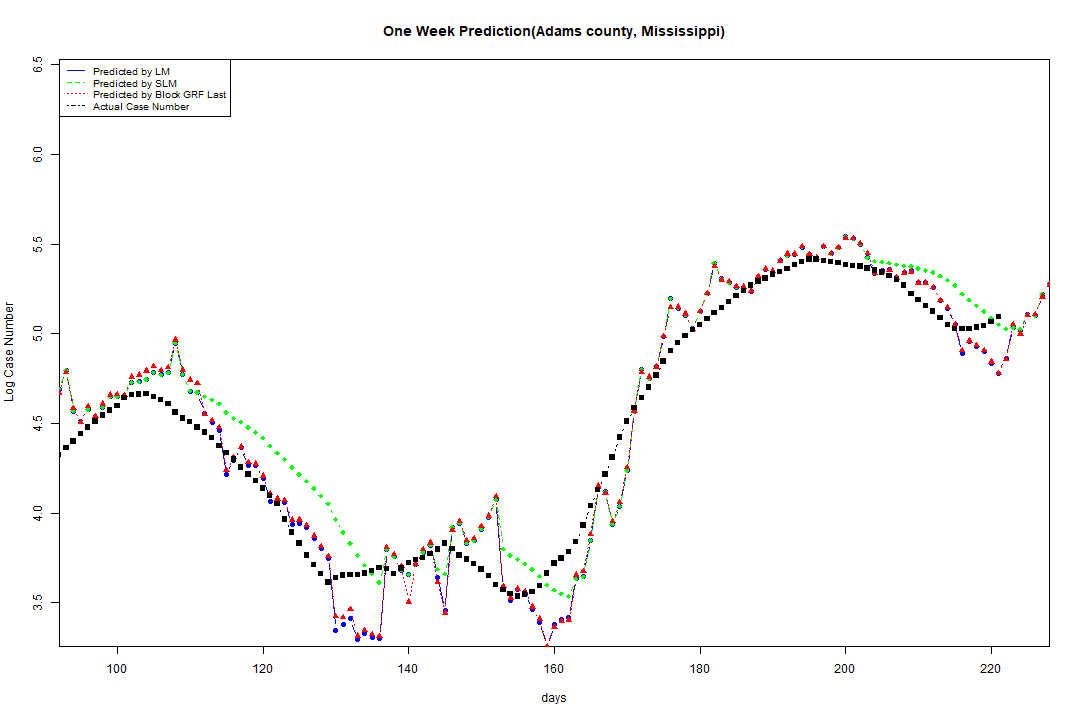 One Week Prediction(Adams county, Mississippi)
Predicted by LM
Predicted by SLM
Predicted by Block GRF Last
Actual Case Number
6.5
6.0
5.5
5.0
4.5
4.0
3.5
Log Case Number
100 120 140 160 180 200 220
days